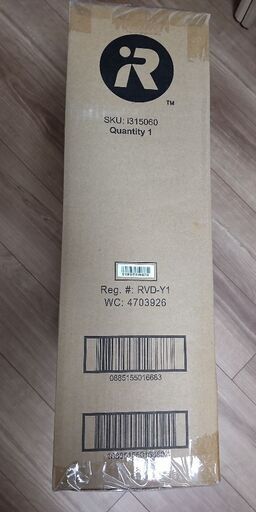 iR
TM
SKU: I315060
Quantity 1
Reg. #: RVD-Y1
WC: 4703926
0885155016663